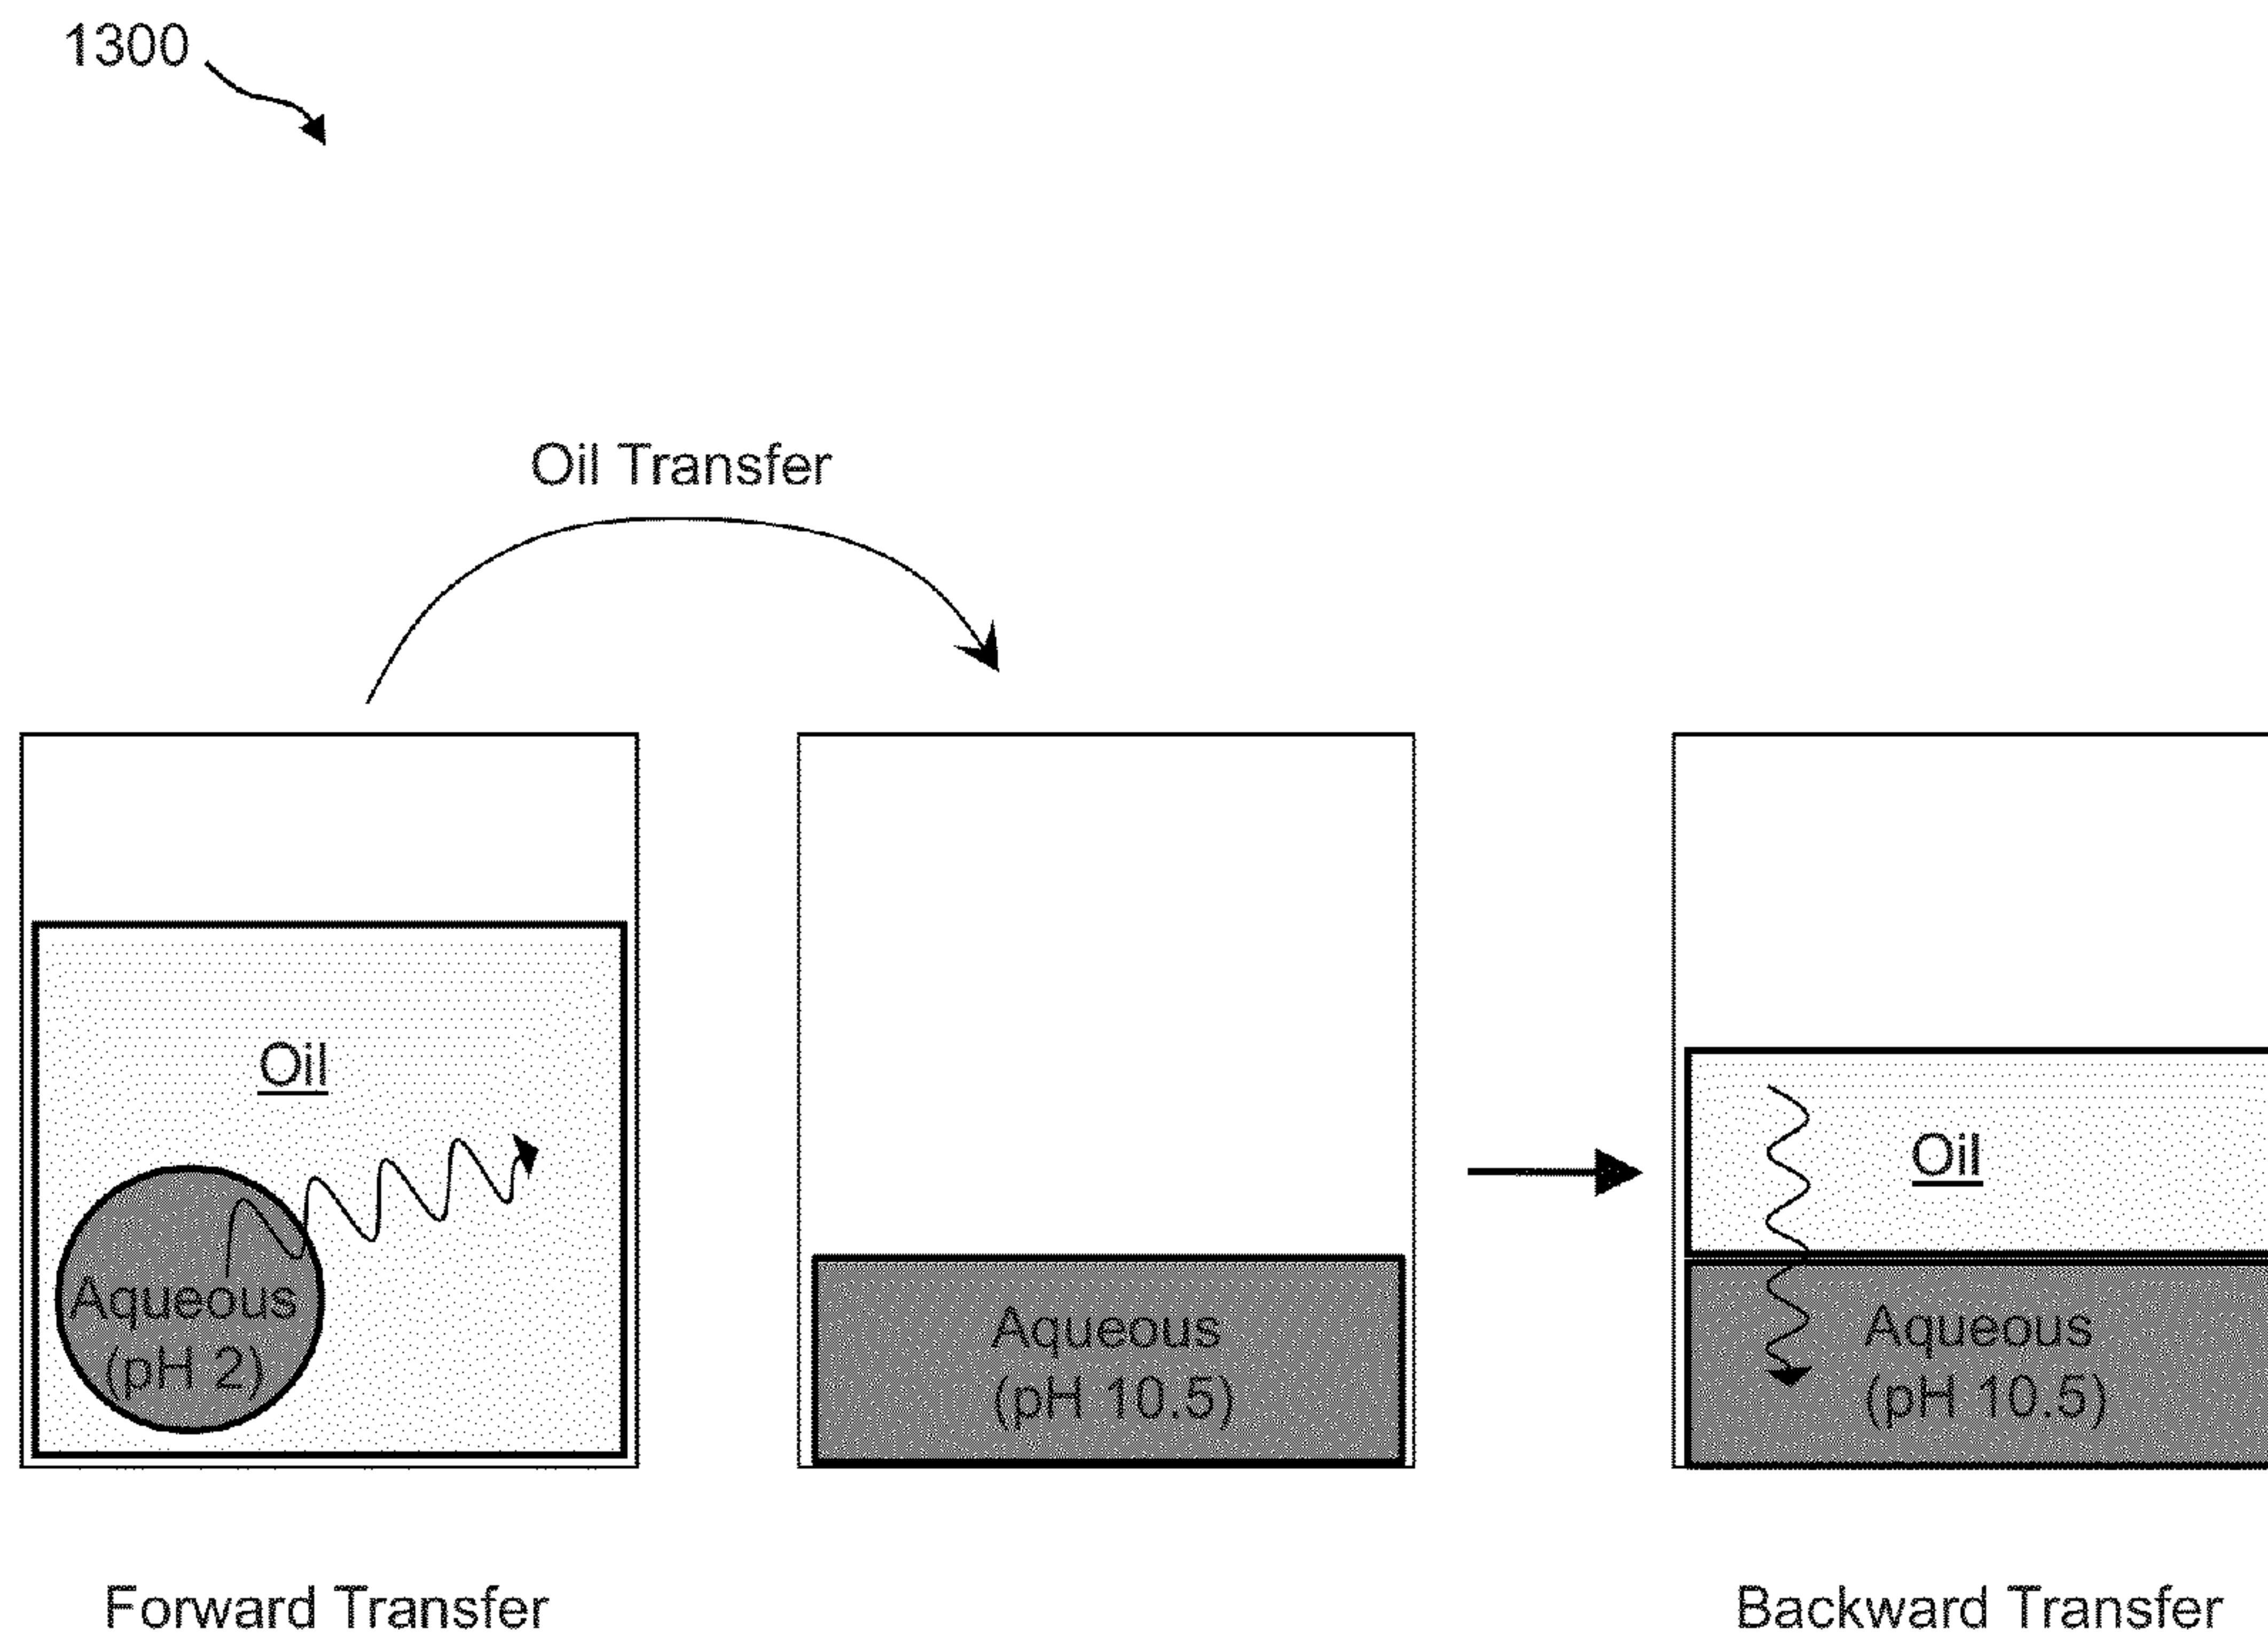 1300
Oil Transfer
Oil
Aqueous
(pH 2)
Aqueous
(pH 10.5)
Oil
Aqueous
(pH 10.5)
Forward Transfer
Backward Transfer